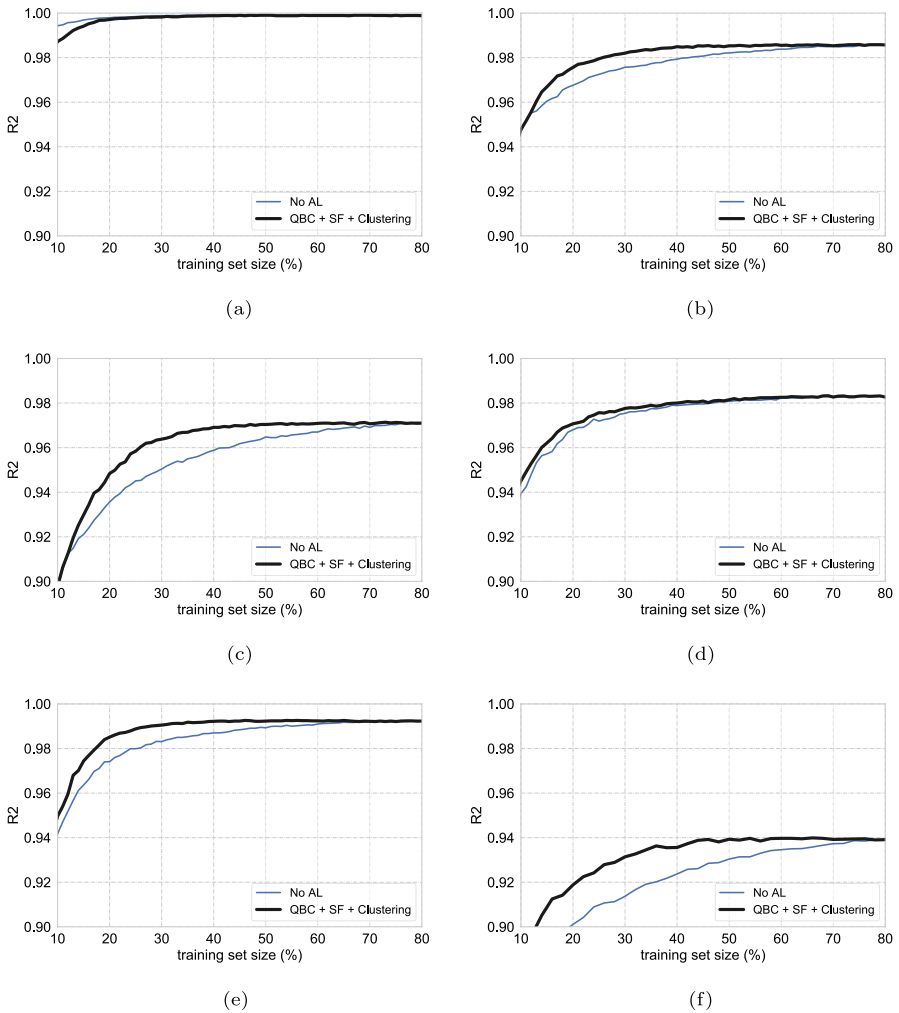 1.00
0.98
0.96
0.94
0.92
0.90
R2
No AL
QBC + SF + Clustering
10 20 30 40 50 60 70 80
training set size (%)
(a)
1.00
0.98
0.96
0.94
0.92
0.90
R2
No AL
QBC + SF + Clustering
10 20 30 40 50 60 70 80
training set size (%)
(b)
1.00
0.98
0.96
0.94
0.92
0.90
R2
No AL
QBC + SF + Clustering
10 20 30 40 50 60 70 80
training set size (%)
(c)
1.00
0.98
0.96
0.94
0.92
0.90
R2
No AL
QBC + SF + Clustering
10 20 30 40 50 60 70 80
training set size (%)
(d)
1.00
0.98
0.96
0.94
0.92
0.90
R2
No AL
QBC + SF + Clustering
10 20 30 40 50 60 70 80
training set size (%)
(e)
1.00
0.98
0.96
0.94
0.92
0.90
R2
No AL
QBC + SF + Clustering
10 20 30 40 50 60 70 80
training set size (%)
(f)